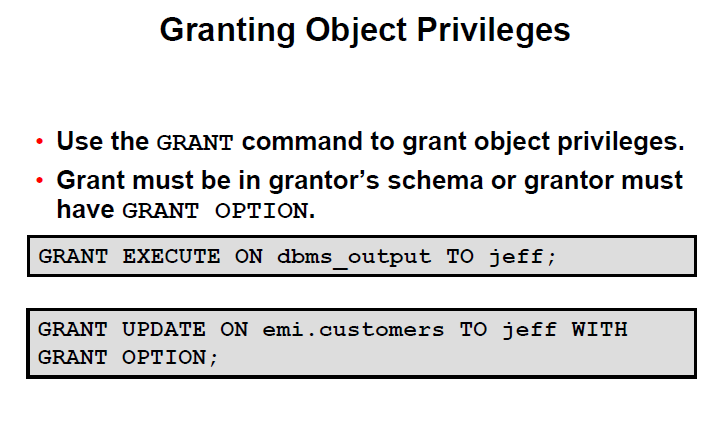 Granting Object Privileges
• Use the GRANT command to grant object privileges.
• Grant must be in grantor’s schema or grantor must
have GRANT OPTION.
GRANT EXECUTE ON dbms_output TO jeff;
GRANT UPDATE ON emi.customers TO jeff WITH
GRANT OPTION;